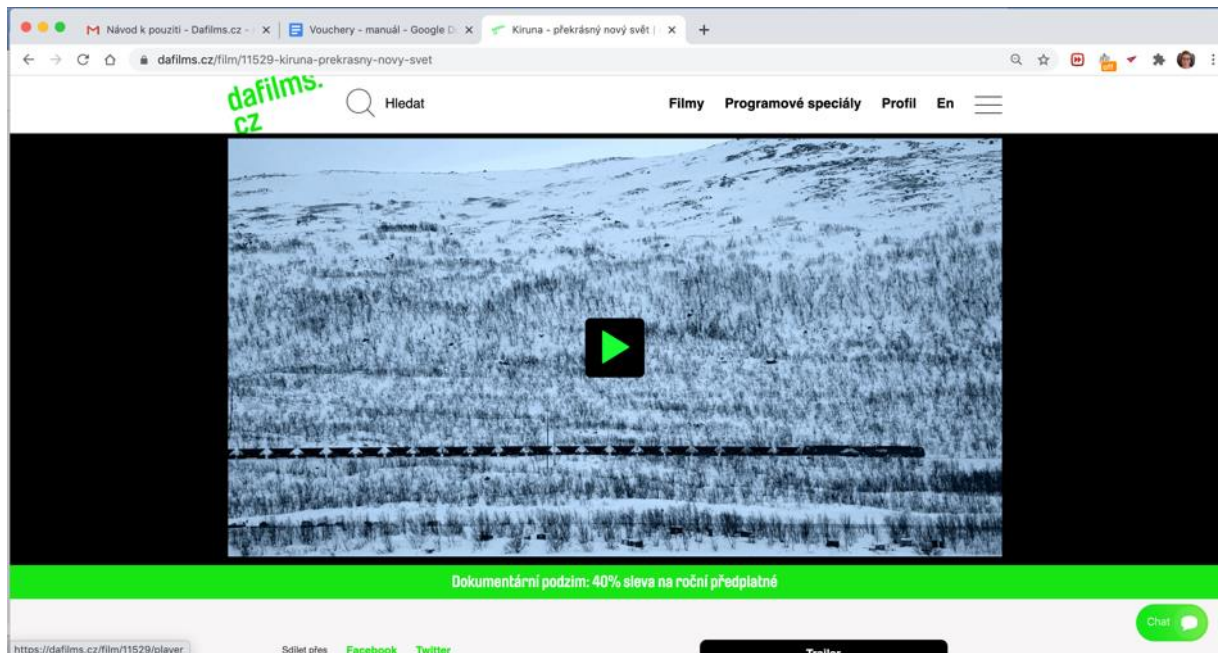 Návod k pouziti - Dafilms.cz -
Vouchery - manuál - Google D
Kiruna - překrásný nový svět |
dafilms.cz/film/11529-kiruna-prekrasny-novy-svet
dafilms.
cz
Hledat
Filmy
Programové speciály
Profil
En
Dokumentární podzim: 40% sleva na roční předplatné
Chat
https://dafilms.cz/film/11529/player
Sdílet přes
Facebook
Twitter
Trailer